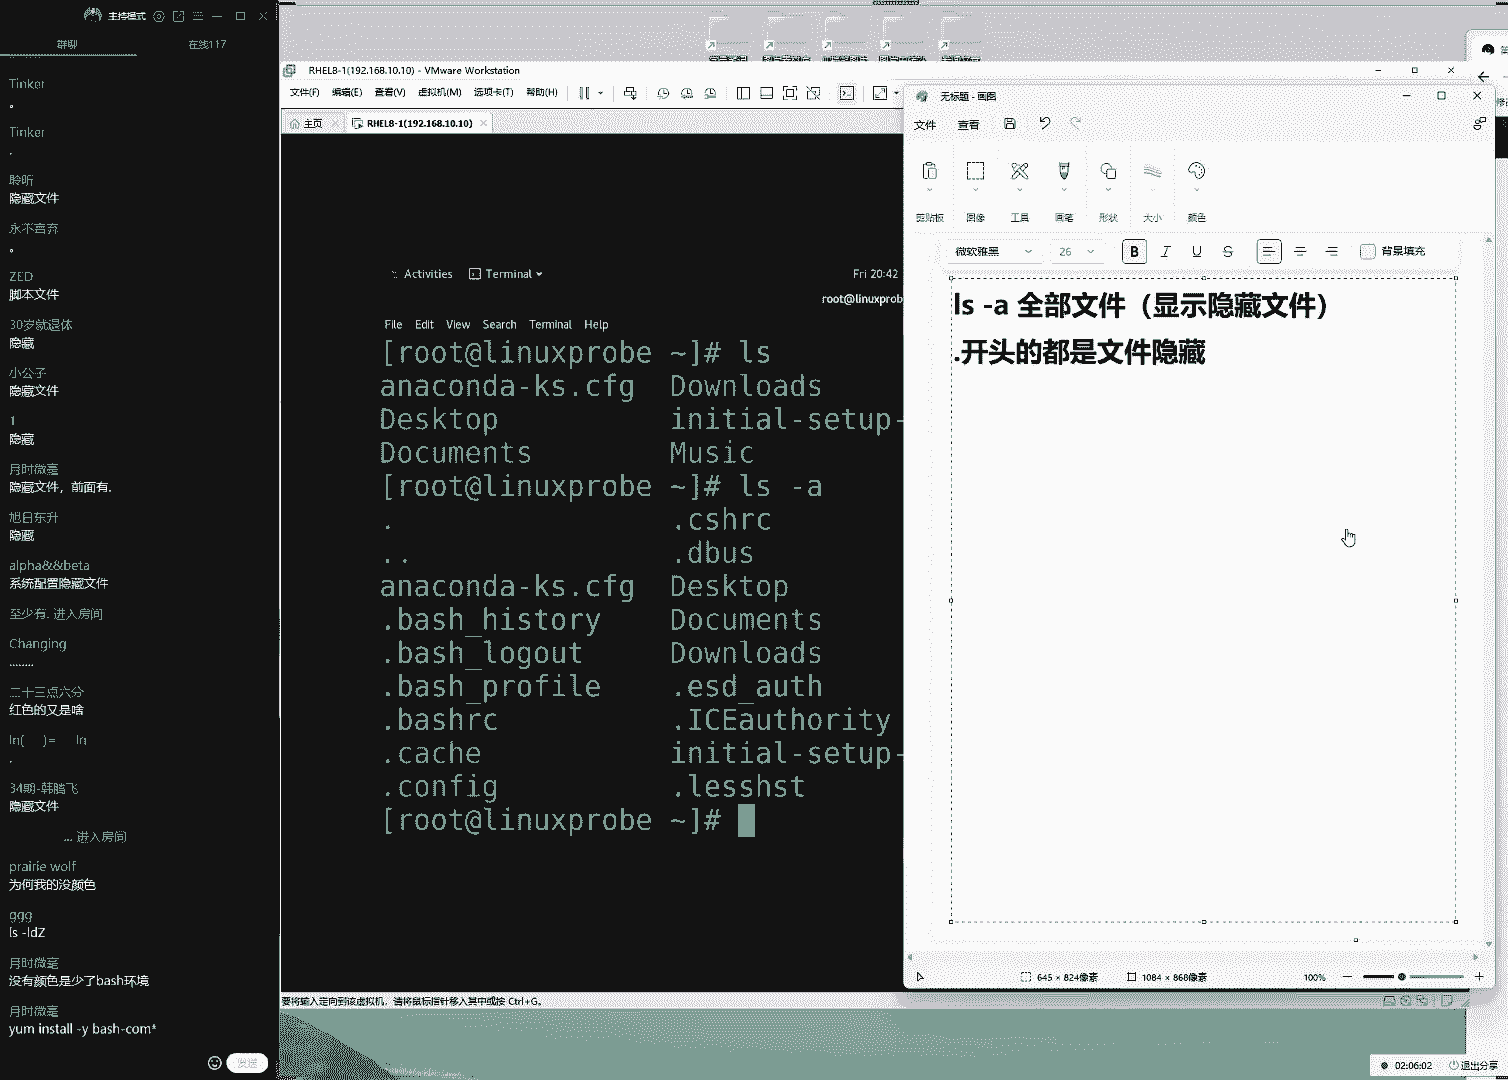 主持模式
群聊
在线117
Tinker
。
Tinker
.
聆听
隐藏文件
永不言弃
。
ZED
脚本文件
30岁就退休
隐藏
小公子
隐藏文件
1
隐藏
月时微毫
隐藏文件，前面有.
旭日东升
隐藏
alpha&&beta
系统配置隐藏文件
至少有. 进入房间
Changing
........
二十三点六分
红色的又是啥
ln( )= ln
.
34期-韩腾飞
隐藏文件
... 进入房间
prairie wolf
为何我的没颜色
ggg
ls -ldZ
月时微毫
没有颜色是少了bash环境
月时微毫
yum install -y bash-com*
RHEL8-1(192.168.10.10) - VMware Workstation
文件(F) 编辑(E) 查看(V) 虚拟机(M) 选项卡(T) 帮助(H)
主页 RHEL8-1(192.168.10.10)
Activities Terminal Fri 20:42
root@linuxprob
File Edit View Search Terminal Help
[root@linuxprobe ~]# ls
anaconda-ks.cfg Downloads
Desktop initial-setup-
Documents Music
[root@linuxprobe ~]# ls -a
. .cshrc
.. .dbus
anaconda-ks.cfg Desktop
.bash_history Documents
.bash_logout Downloads
.bash_profile .esd_auth
.bashrc .ICEauthority
.cache initial-setup-
.config .lesshst
[root@linuxprobe ~]#
要将输入定向到该虚拟机，请将鼠标指针移入其中或按 Ctrl+G。
无标题 - 画图
文件 查看
剪贴板 图像 工具 画笔 形状 大小 颜色
微软雅黑 26 B I U S 背景填充
ls -a 全部文件（显示隐藏文件）
.开头的都是文件隐藏
645 × 824像素 1084 × 868像素 100%
02:06:02 退出分享